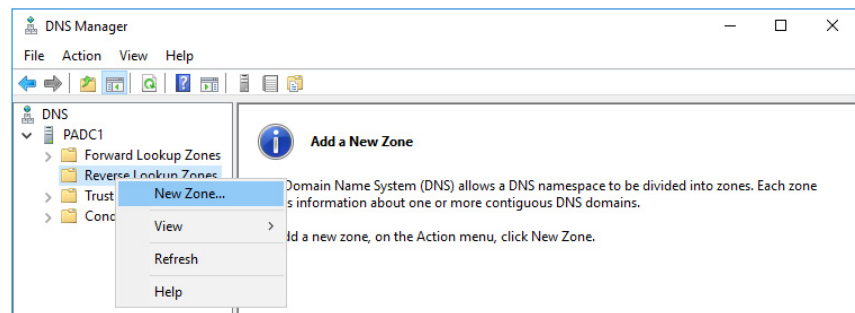 DNS Manager
File Action View Help
DNS
PADC1
Forward Lookup Zones
Reverse Lookup Zones
Trust
Cond
New Zone...
View
Refresh
Help
Add a New Zone
Domain Name System (DNS) allows a DNS namespace to be divided into zones. Each zone
s information about one or more contiguous DNS domains.
dd a new zone, on the Action menu, click New Zone.